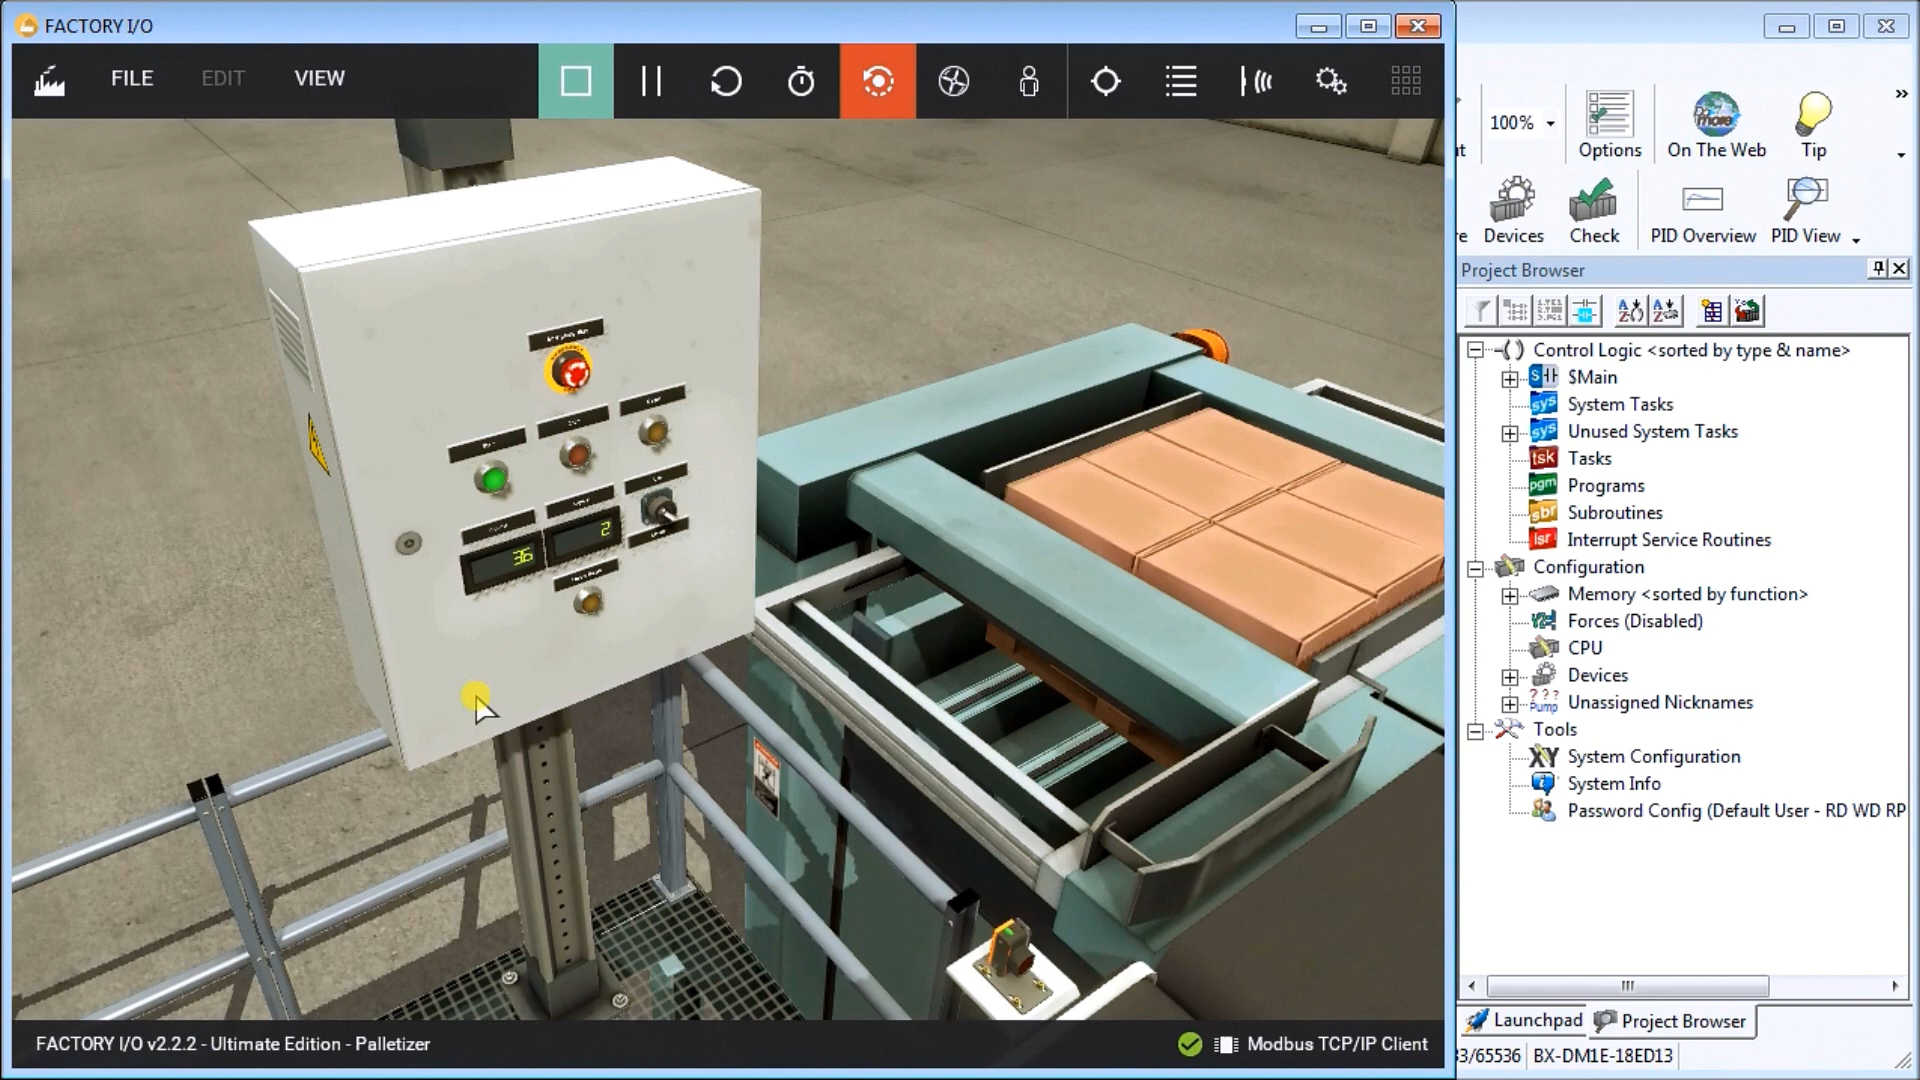 FACTORY I/O
FILE EDIT VIEW
36
2
FACTORY I/O v2.2.2 - Ultimate Edition - Palletizer
Modbus TCP/IP Client
100%
Options
On The Web
Tip
Devices
Check
PID Overview
PID View
Project Browser
Control Logic <sorted by type & name>
$Main
System Tasks
Unused System Tasks
Tasks
Programs
Subroutines
Interrupt Service Routines
Configuration
Memory <sorted by function>
Forces (Disabled)
CPU
Devices
Unassigned Nicknames
Tools
System Configuration
System Info
Password Config (Default User - RD WD RP
Launchpad
Project Browser
3/65536
BX-DM1E-18ED13